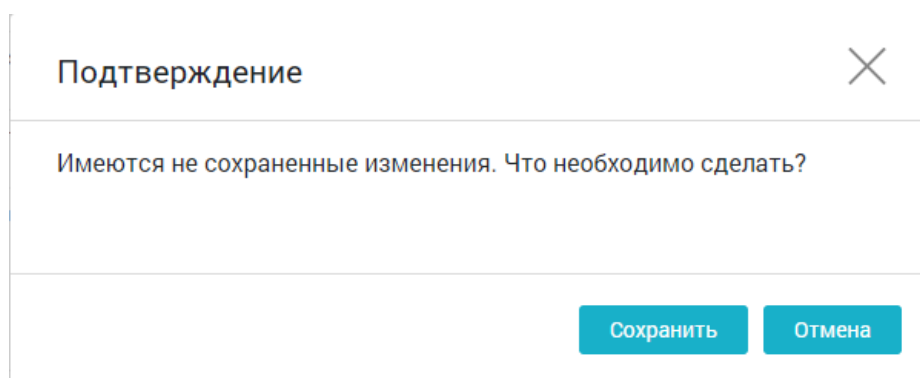 Подтверждение
Имеются не сохраненные изменения. Что необходимо сделать?
Сохранить Отмена